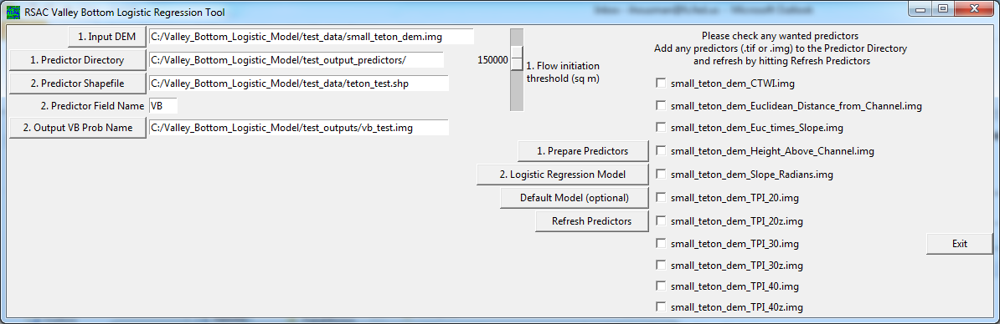 RSAC Valley Bottom Logistic Regression Tool
1. Input DEM
C:/Valley_Bottom_Logistic_Model/test_data/small_teton_dem.img
1. Predictor Directory
C:/Valley_Bottom_Logistic_Model/test_output_predictors/
2. Predictor Shapefile
C:/Valley_Bottom_Logistic_Model/test_data/teton_test.shp
2. Predictor Field Name
VB
2. Output VB Prob Name
C:/Valley_Bottom_Logistic_Model/test_outputs/vb_test.img
150000
1. Flow initiation
threshold (sq m)
1. Prepare Predictors
2. Logistic Regression Model
Default Model (optional)
Refresh Predictors
Please check any wanted predictors
Add any predictors (.tif or .img) to the Predictor Directory
and refresh by hitting Refresh Predictors
small_teton_dem_CTWI.img
small_teton_dem_Euclidean_Distance_from_Channel.img
small_teton_dem_Euc_times_Slope.img
small_teton_dem_Height_Above_Channel.img
small_teton_dem_Slope_Radians.img
small_teton_dem_TPI_20.img
small_teton_dem_TPI_20z.img
small_teton_dem_TPI_30.img
small_teton_dem_TPI_30z.img
small_teton_dem_TPI_40.img
small_teton_dem_TPI_40z.img
Exit